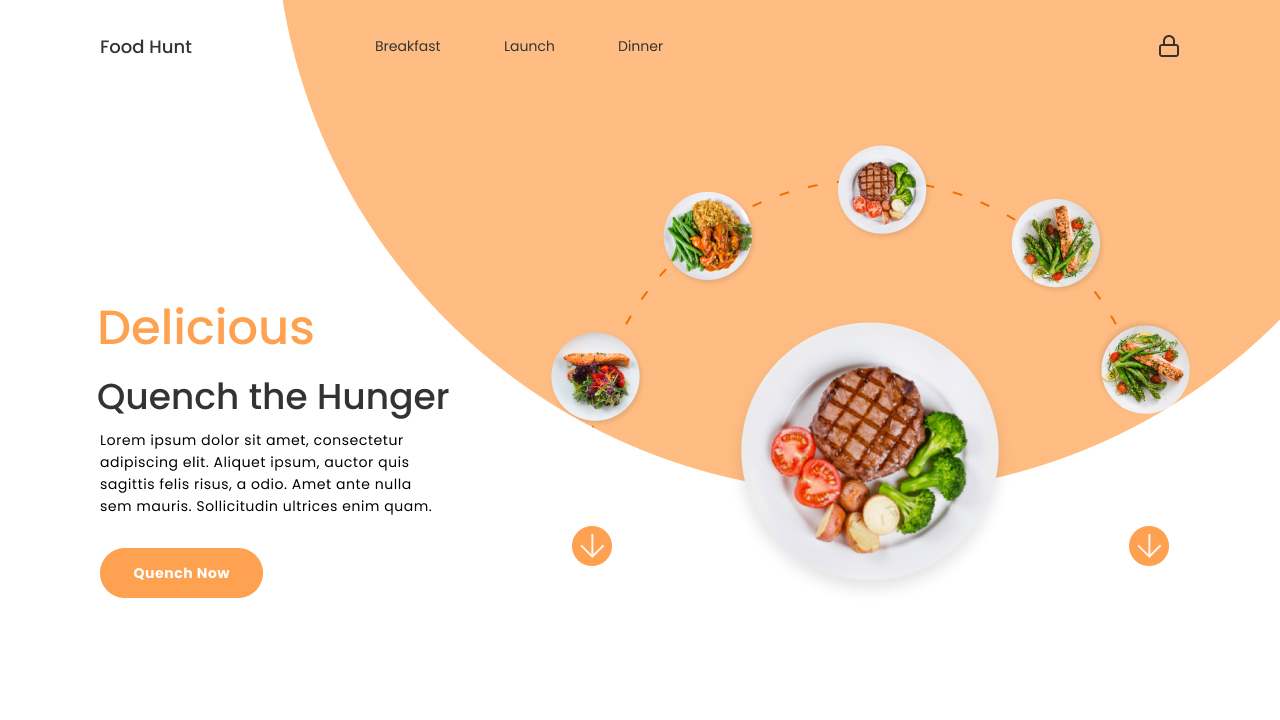 Food Hunt
Breakfast
Launch
Dinner
Delicious
Quench the Hunger
Lorem ipsum dolor sit amet, consectetur
adipiscing elit. Aliquet ipsum, auctor quis
sagittis felis risus, a odio. Amet ante nulla
sem mauris. Sollicitudin ultrices enim quam.
Quench Now